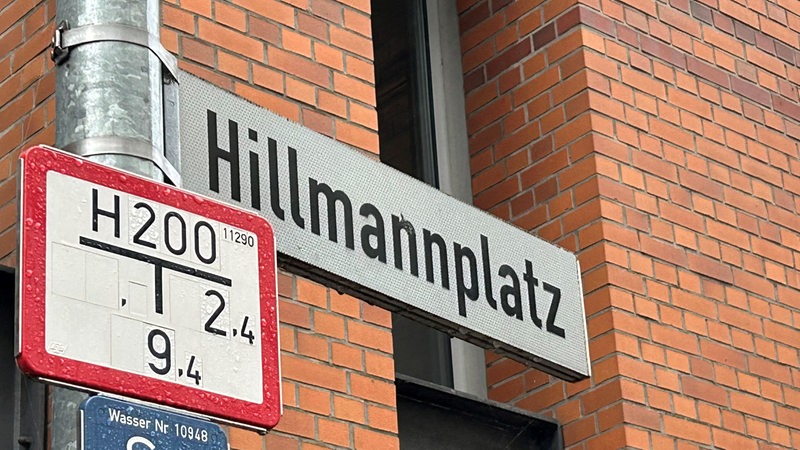 Hillmannplatz
H200 11290
2,4
9,4
Wasser Nr 10948